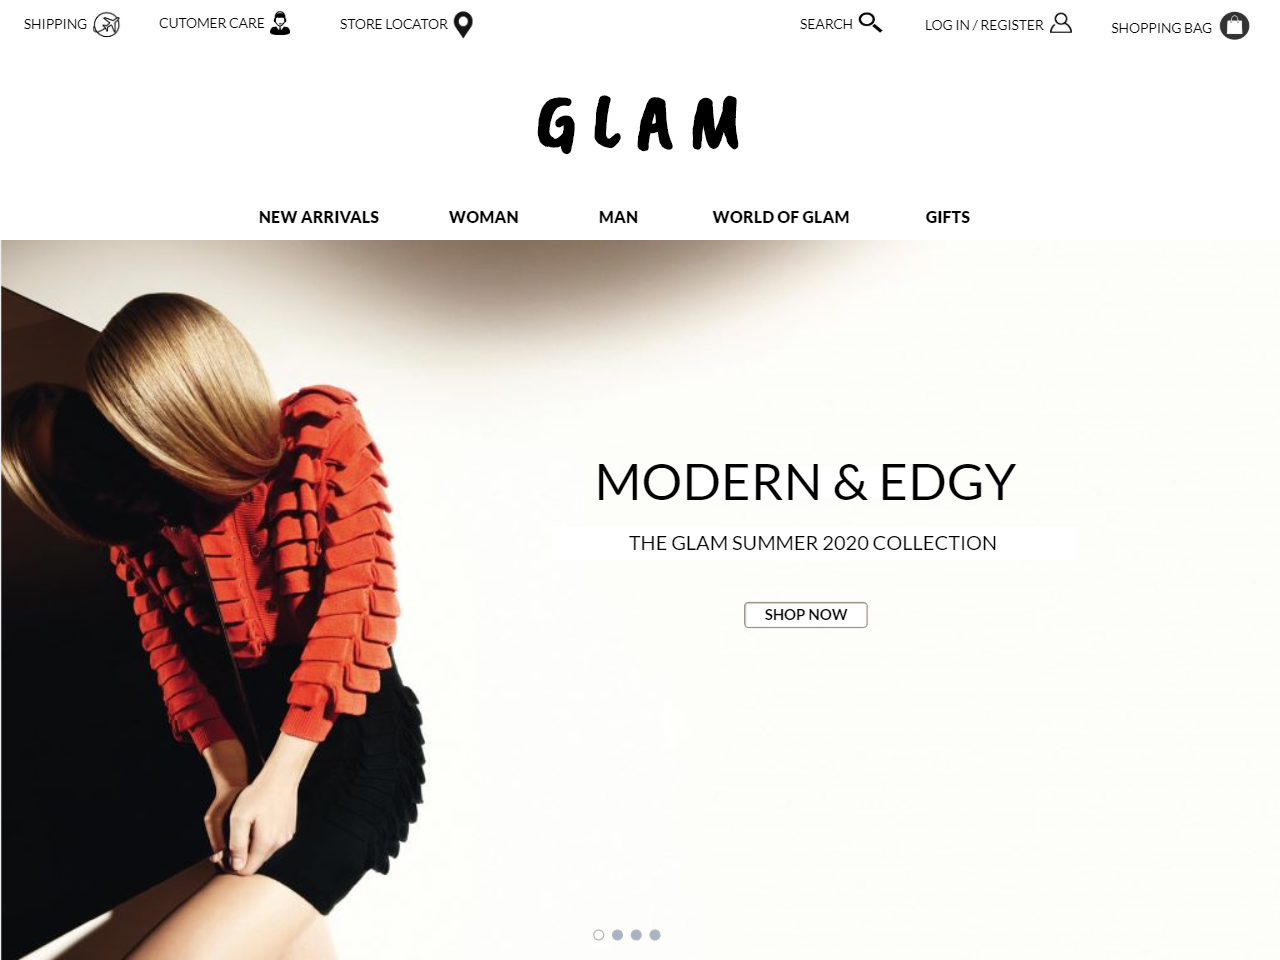 SHIPPING
CUTOMER CARE
STORE LOCATOR
SEARCH
LOG IN / REGISTER
SHOPPING BAG
GLAM
NEW ARRIVALS
WOMAN
MAN
WORLD OF GLAM
GIFTS
MODERN & EDGY
THE GLAM SUMMER 2020 COLLECTION
SHOP NOW